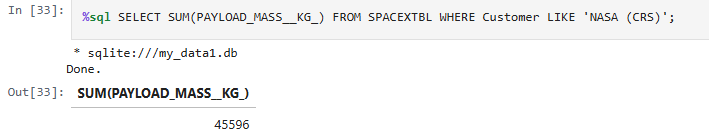 In [33]: %sql SELECT SUM(PAYLOAD_MASS__KG_) FROM SPACEXTBL WHERE Customer LIKE 'NASA (CRS)';
* sqlite:///my_data1.db
Done.
Out[33]: SUM(PAYLOAD_MASS__KG_)
45596